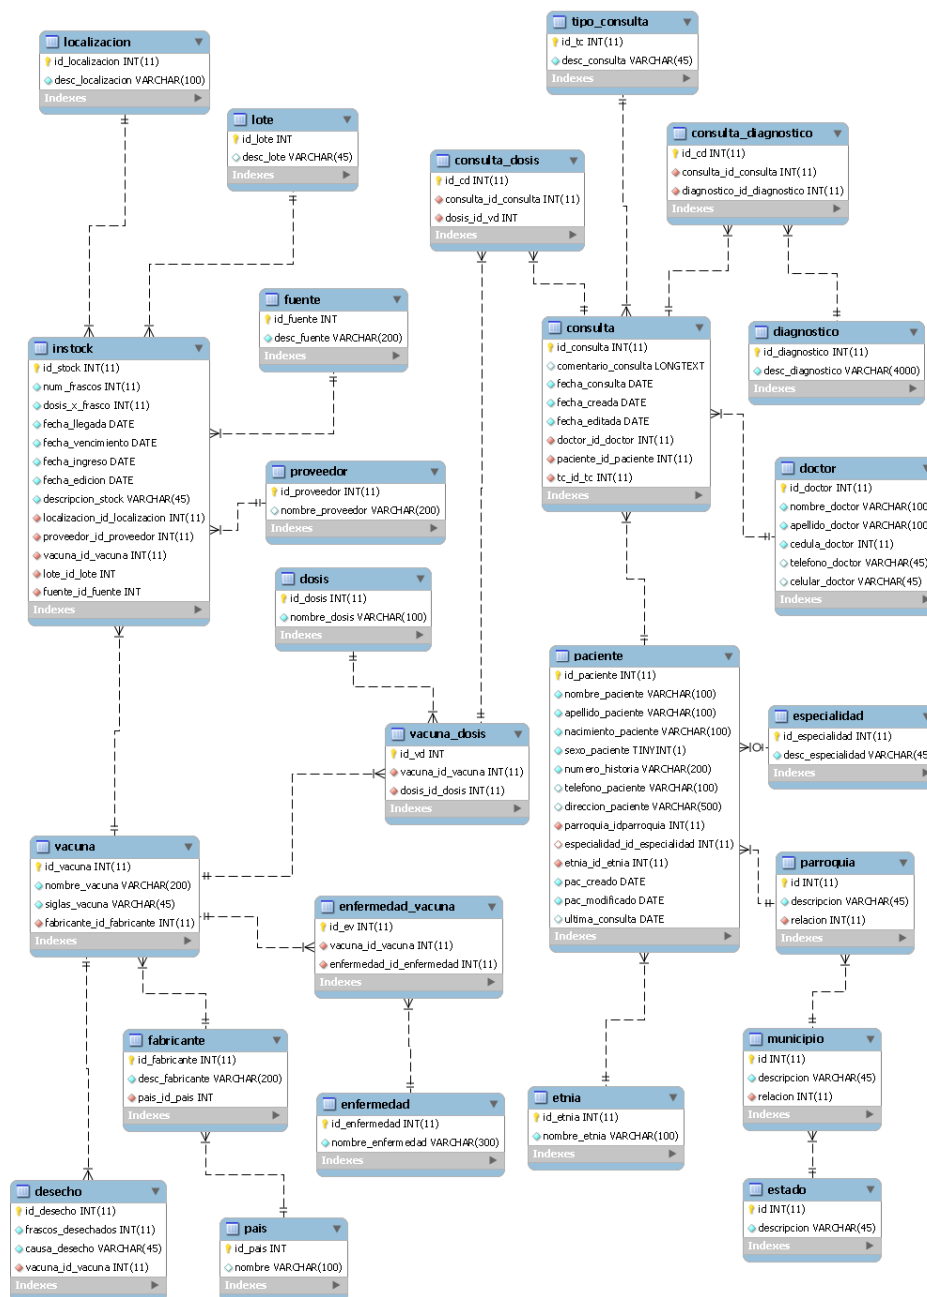 localizacion
id_localizacion INT(11)
desc_localizacion VARCHAR(100)
Indexes
tipo_consulta
id_tc INT(11)
desc_consulta VARCHAR(45)
Indexes
lote
id_lote INT
desc_lote VARCHAR(45)
Indexes
consulta_diagnostico
id_cd INT(11)
consulta_id_consulta INT(11)
diagnostico_id_diagnostico INT(11)
Indexes
consulta_dosis
id_cd INT(11)
consulta_id_consulta INT(11)
dosis_id_vd INT
Indexes
fuente
id_fuente INT
desc_fuente VARCHAR(200)
Indexes
instock
id_stock INT(11)
num_frascos INT(11)
dosis_x_frasco INT(11)
fecha_llegada DATE
fecha_vencimiento DATE
fecha_ingreso DATE
fecha_edicion DATE
descripcion_stock VARCHAR(45)
localizacion_id_localizacion INT(11)
proveedor_id_proveedor INT(11)
vacuna_id_vacuna INT(11)
lote_id_lote INT
fuente_id_fuente INT
Indexes
consulta
id_consulta INT(11)
comentario_consulta LONGTEXT
fecha_consulta DATE
fecha_creada DATE
fecha_editada DATE
doctor_id_doctor INT(11)
paciente_id_paciente INT(11)
tc_id_tc INT(11)
Indexes
diagnostico
id_diagnostico INT(11)
desc_diagnostico VARCHAR(4000)
Indexes
proveedor
id_proveedor INT(11)
nombre_proveedor VARCHAR(200)
Indexes
doctor
id_doctor INT(11)
nombre_doctor VARCHAR(100
apellido_doctor VARCHAR(100
cedula_doctor INT(11)
telefono_doctor VARCHAR(45)
celular_doctor VARCHAR(45)
Indexes
dosis
id_dosis INT(11)
nombre_dosis VARCHAR(100)
Indexes
paciente
id_paciente INT(11)
nombre_paciente VARCHAR(100)
apellido_paciente VARCHAR(100)
nacimiento_paciente VARCHAR(100)
sexo_paciente TINYINT(1)
numero_historia VARCHAR(200)
telefono_paciente VARCHAR(100)
direccion_paciente VARCHAR(500)
parroquia_idparroquia INT(11)
especialidad_id_especialidad INT(11)
etnia_id_etnia INT(11)
pac_creado DATE
pac_modificado DATE
ultima_consulta DATE
Indexes
especialidad
id_especialidad INT(11)
desc_especialidad VARCHAR(45
Indexes
vacuna_dosis
id_vd INT
vacuna_id_vacuna INT(11)
dosis_id_dosis INT(11)
Indexes
vacuna
id_vacuna INT(11)
nombre_vacuna VARCHAR(200)
siglas_vacuna VARCHAR(45)
fabricante_id_fabricante INT(11)
Indexes
parroquia
id INT(11)
descripcion VARCHAR(45)
relacion INT(11)
Indexes
enfermedad_vacuna
id_ev INT(11)
vacuna_id_vacuna INT(11)
enfermedad_id_enfermedad INT(11)
Indexes
fabricante
id_fabricante INT(11)
desc_fabricante VARCHAR(200)
pais_id_pais INT
Indexes
municipio
id INT(11)
descripcion VARCHAR(45)
relacion INT(11)
Indexes
enfermedad
id_enfermedad INT(11)
nombre_enfermedad VARCHAR(300)
Indexes
etnia
id_etnia INT(11)
nombre_etnia VARCHAR(100)
Indexes
desecho
id_desecho INT(11)
frascos_desechados INT(11)
causa_desecho VARCHAR(45)
vacuna_id_vacuna INT(11)
Indexes
pais
id_pais INT
nombre VARCHAR(100)
Indexes
estado
id INT(11)
descripcion VARCHAR(45)
Indexes